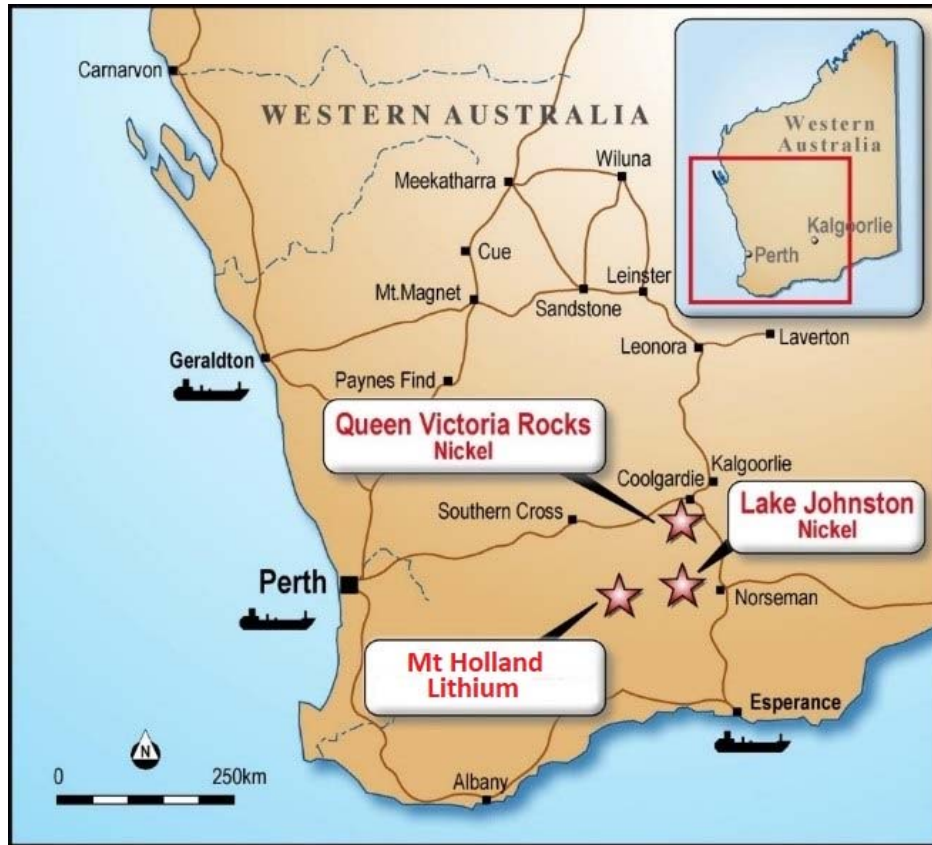 Carnarvon
WESTERN AUSTRALIA
Western
Australia
Kalgoorlie
Perth
Wiluna
Meekatharra
Cue
Leinster
Mt.Magnet
Sandstone
Laverton
Leonora
Geraldton
Paynes Find
Queen Victoria Rocks
Nickel
Kalgoorlie
Coolgardie
Lake Johnston
Nickel
Southern Cross
Perth
Norseman
Mt Holland
Lithium
Esperance
N
0 250km
Albany